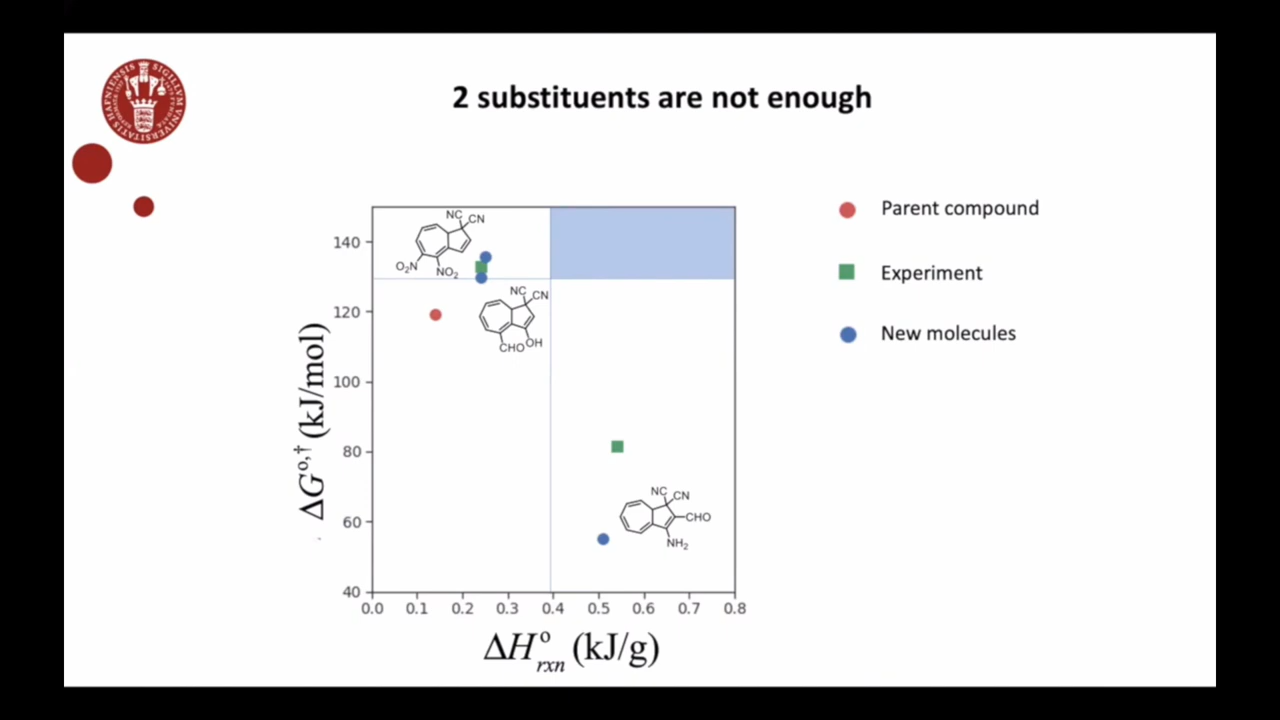 2 substituents are not enough
Parent compound
Experiment
New molecules
ΔG°,† (kJ/mol)
140
120
100
80
60
40
0.0 0.1 0.2 0.3 0.4 0.5 0.6 0.7 0.8
ΔH°rxn (kJ/g)
NC CN
O₂N NO₂
NC CN
CHO OH
NC CN
CHO
NH₂